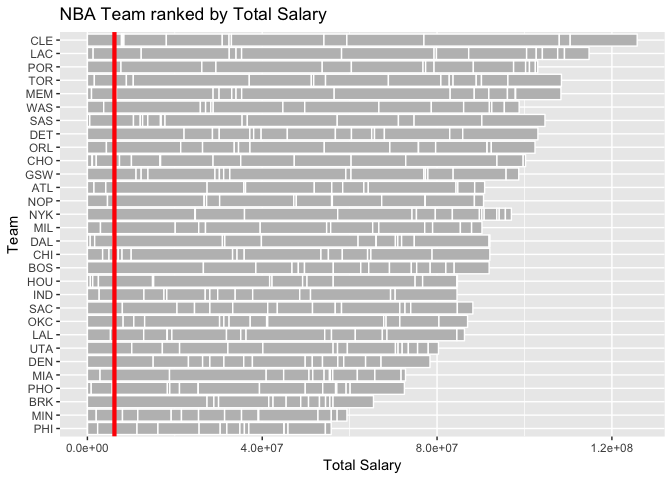 NBA Team ranked by Total Salary
Team
CLE
LAC
POR
TOR
MEM
WAS
SAS
DET
ORL
CHO
GSW
ATL
NOP
NYK
MIL
DAL
CHI
BOS
HOU
IND
SAC
OKC
LAL
UTA
DEN
MIA
PHO
BRK
MIN
PHI
0.0e+00 4.0e+07 8.0e+07 1.2e+08
Total Salary